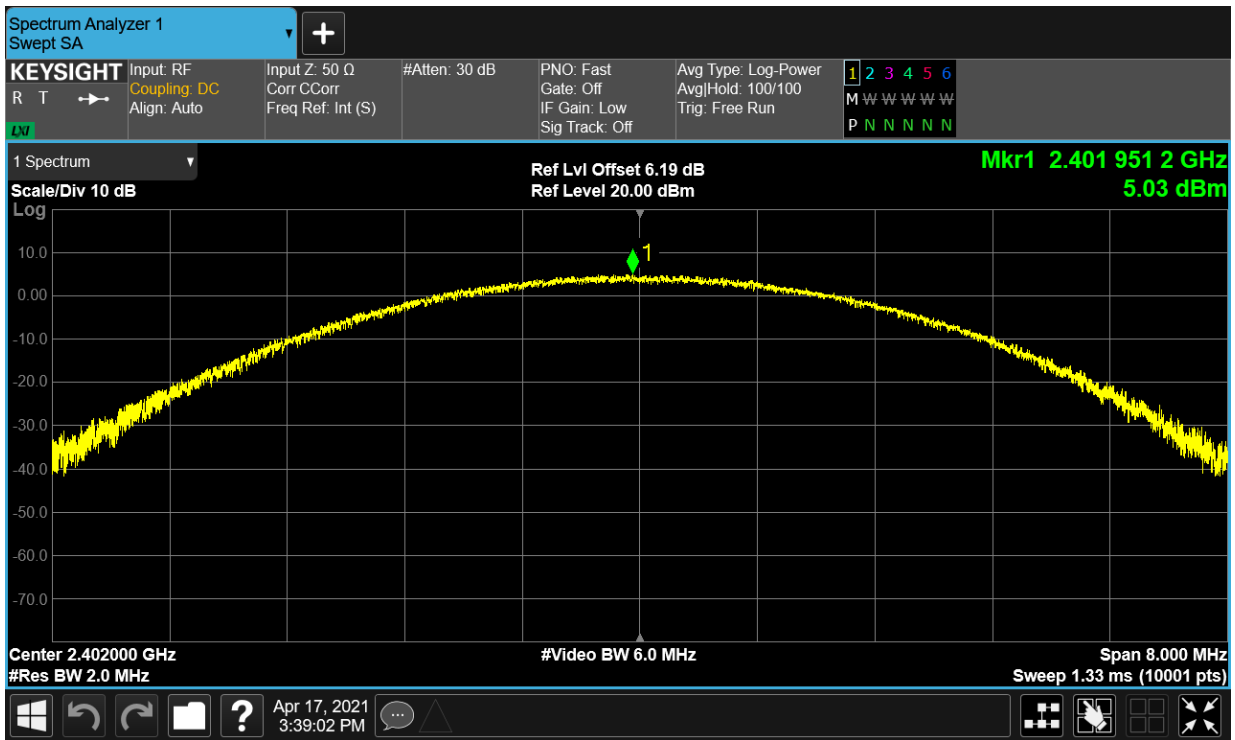 Spectrum Analyzer 1
Swept SA
KEYSIGHT
R T
LXI
Input: RF
Coupling: DC
Align: Auto
Input Z: 50 Ω
Corr CCorr
Freq Ref: Int (S)
#Atten: 30 dB
PNO: Fast
Gate: Off
IF Gain: Low
Sig Track: Off
Avg Type: Log-Power
Avg|Hold: 100/100
Trig: Free Run
1 2 3 4 5 6
M W W W W W
P N N N N N
1 Spectrum
Scale/Div 10 dB
Log
Ref Lvl Offset 6.19 dB
Ref Level 20.00 dBm
Mkr1 2.401 951 2 GHz
5.03 dBm
1
10.0
0.00
-10.0
-20.0
-30.0
-40.0
-50.0
-60.0
-70.0
Center 2.402000 GHz
#Res BW 2.0 MHz
#Video BW 6.0 MHz
Span 8.000 MHz
Sweep 1.33 ms (10001 pts)
?
Apr 17, 2021
3:39:02 PM